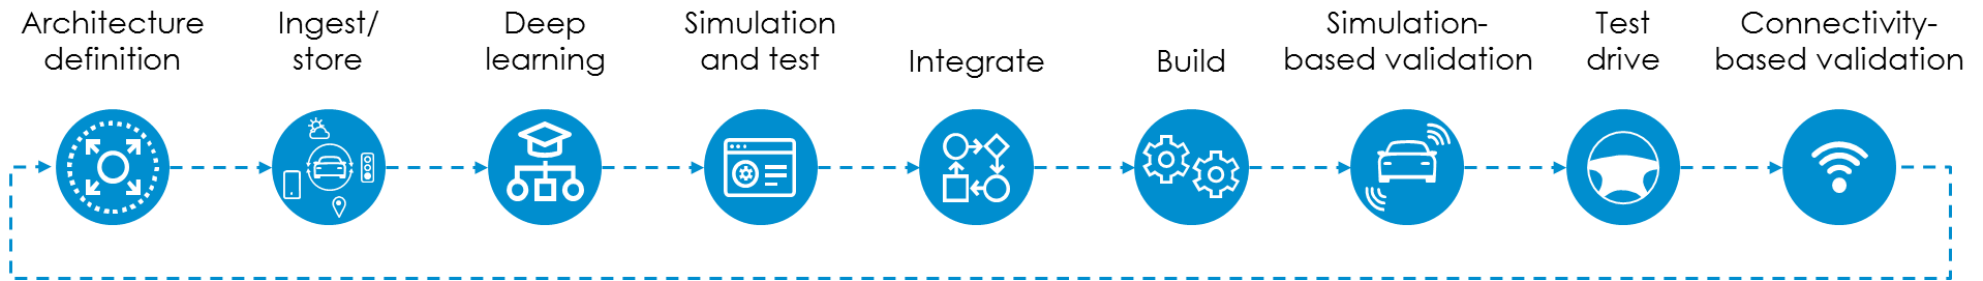 Architecture
definition
Ingest/
store
Deep
learning
Simulation
and test
Integrate
Build
Simulation-
based validation
Test
drive
Connectivity-
based validation